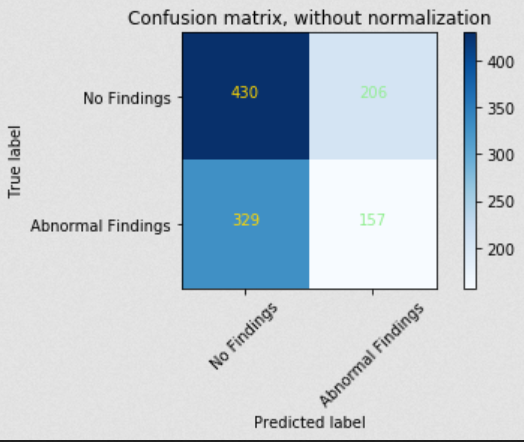 Confusion matrix, without normalization
True label
No Findings
430
206
Abnormal Findings
329
157
400
350
300
250
200
No Findings
Abnormal Findings
Predicted label